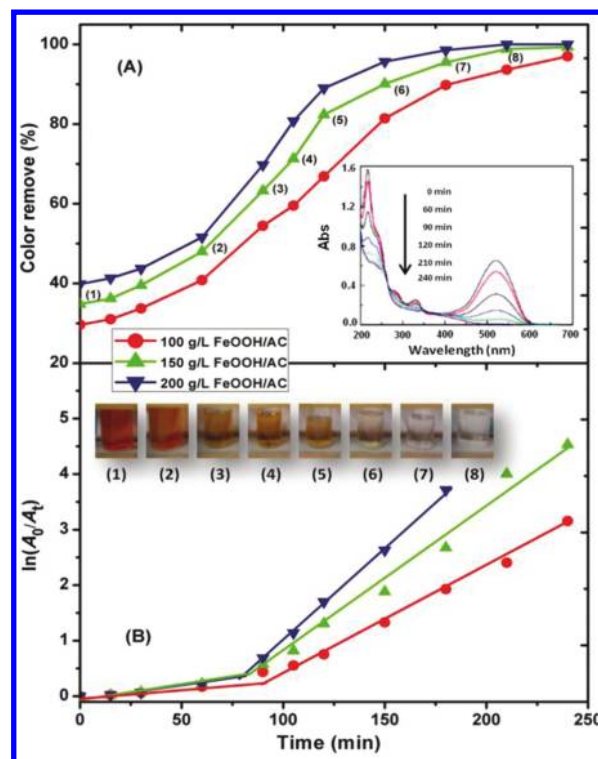 (A)
Color remove (%)
100
80
60
40
20
(1)
(2)
(3)
(4)
(5)
(6)
(7)
(8)
Abs
1.6
1.2
0.8
0.4
0.0
0 min
60 min
90 min
120 min
210 min
240 min
200 300 400 500 600 700
Wavelength (nm)
100 g/L FeOOH/AC
150 g/L FeOOH/AC
200 g/L FeOOH/AC
(1) (2) (3) (4) (5) (6) (7) (8)
ln(A0/At)
5
4
3
2
1
0
(B)
0 50 100 150 200 250
Time (min)